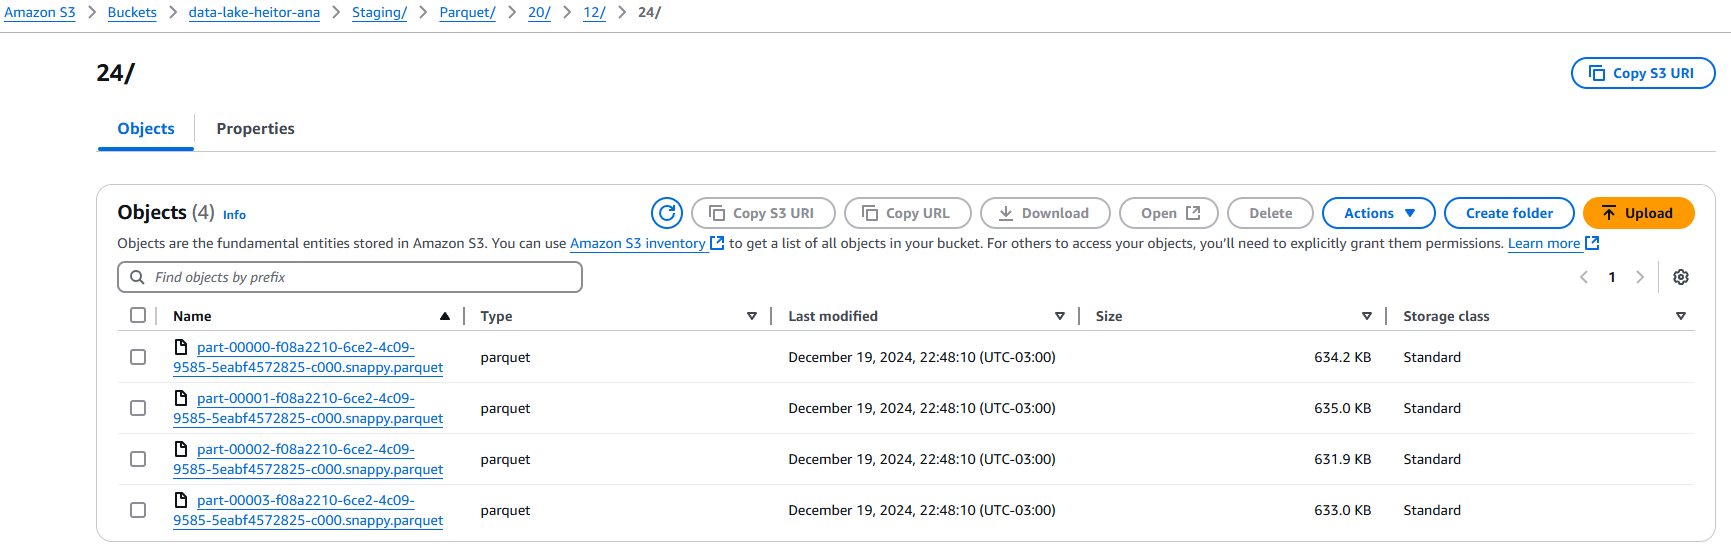 Amazon S3 > Buckets > data-lake-heitor-ana > Staging/ > Parquet/ > 20/ > 12/ > 24/
24/
Copy S3 URI
Objects Properties
Objects (4) Info
Copy S3 URI Copy URL Download Open Delete Actions Create folder Upload
Objects are the fundamental entities stored in Amazon S3. You can use Amazon S3 inventory to get a list of all objects in your bucket. For others to access your objects, you'll need to explicitly grant them permissions. Learn more
Find objects by prefix
1
Name Type Last modified Size Storage class
part-00000-f08a2210-6ce2-4c09-
9585-5eabf4572825-c000.snappy.parquet parquet December 19, 2024, 22:48:10 (UTC-03:00) 634.2 KB Standard
part-00001-f08a2210-6ce2-4c09-
9585-5eabf4572825-c000.snappy.parquet parquet December 19, 2024, 22:48:10 (UTC-03:00) 635.0 KB Standard
part-00002-f08a2210-6ce2-4c09-
9585-5eabf4572825-c000.snappy.parquet parquet December 19, 2024, 22:48:10 (UTC-03:00) 631.9 KB Standard
part-00003-f08a2210-6ce2-4c09-
9585-5eabf4572825-c000.snappy.parquet parquet December 19, 2024, 22:48:10 (UTC-03:00) 633.0 KB Standard